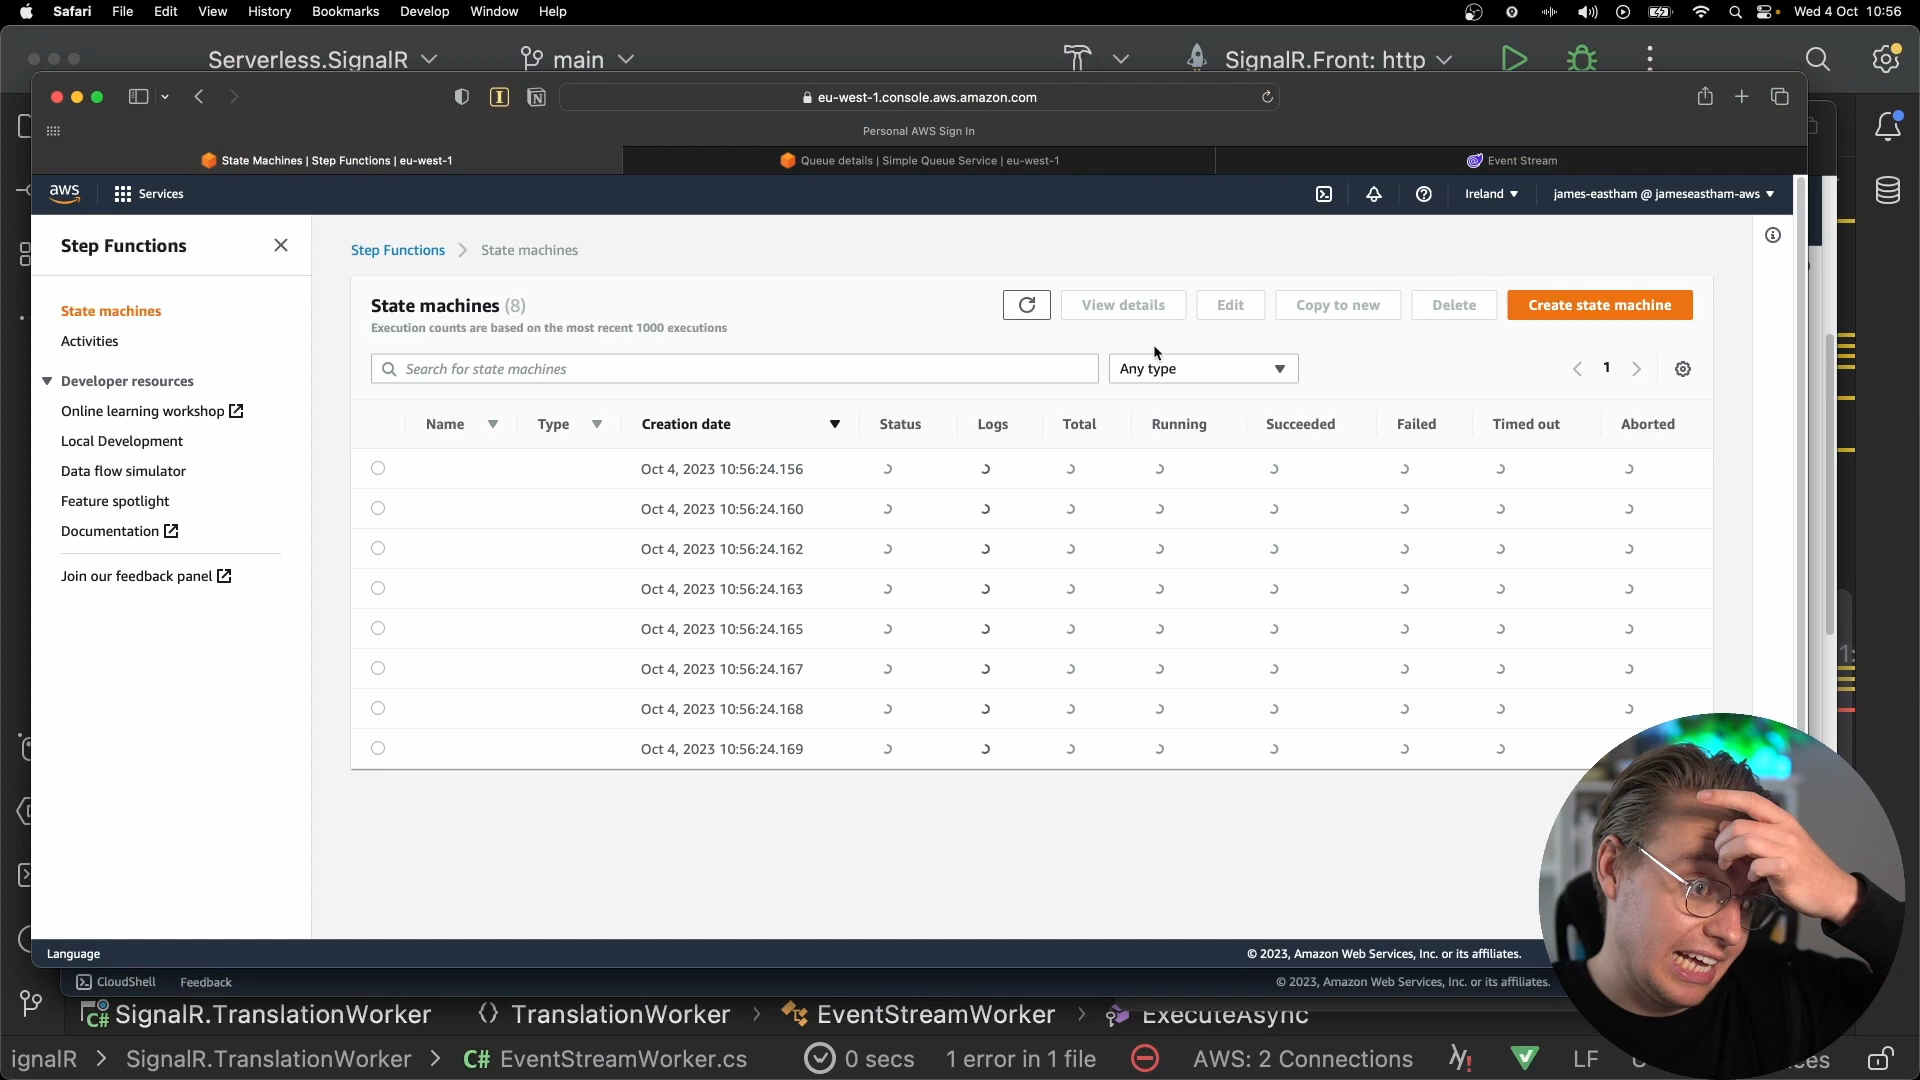 Safari File Edit View History Bookmarks Develop Window Help Wed 4 Oct 10:56
Serverless.SignalR main SignalR.Front: http
eu-west-1.console.aws.amazon.com
Personal AWS Sign In
State Machines | Step Functions | eu-west-1 Queue details | Simple Queue Service | eu-west-1 Event Stream
aws Services Ireland james-eastham @ jameseastham-aws
Step Functions
State machines
Activities
Developer resources
Online learning workshop
Local Development
Data flow simulator
Feature spotlight
Documentation
Join our feedback panel
Step Functions State machines
State machines (8)
Execution counts are based on the most recent 1000 executions
View details Edit Copy to new Delete Create state machine
Search for state machines Any type 1
Name Type Creation date Status Logs Total Running Succeeded Failed Timed out Aborted
Oct 4, 2023 10:56:24.156
Oct 4, 2023 10:56:24.160
Oct 4, 2023 10:56:24.162
Oct 4, 2023 10:56:24.163
Oct 4, 2023 10:56:24.165
Oct 4, 2023 10:56:24.167
Oct 4, 2023 10:56:24.168
Oct 4, 2023 10:56:24.169
Language © 2023, Amazon Web Services, Inc. or its affiliates.
CloudShell Feedback © 2023, Amazon Web Services, Inc. or its affiliates.
C# SignalR.TranslationWorker TranslationWorker EventStreamWorker ExecuteAsync
ignalR SignalR.TranslationWorker C# EventStreamWorker.cs 0 secs 1 error in 1 file AWS: 2 Connections LF